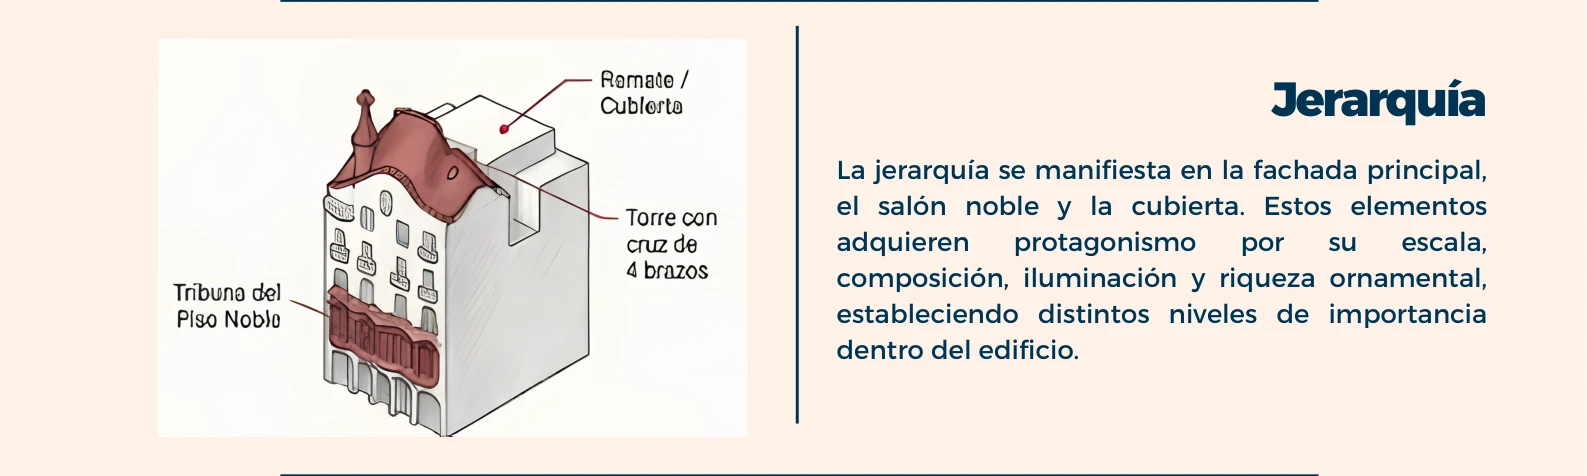 Remate /
Cubierta
Torre con
cruz de
4 brazos
Tribuna del
Piso Noble
Jerarquía
La jerarquía se manifiesta en la fachada principal,
el salón noble y la cubierta. Estos elementos
adquieren protagonismo por su escala,
composición, iluminación y riqueza ornamental,
estableciendo distintos niveles de importancia
dentro del edificio.